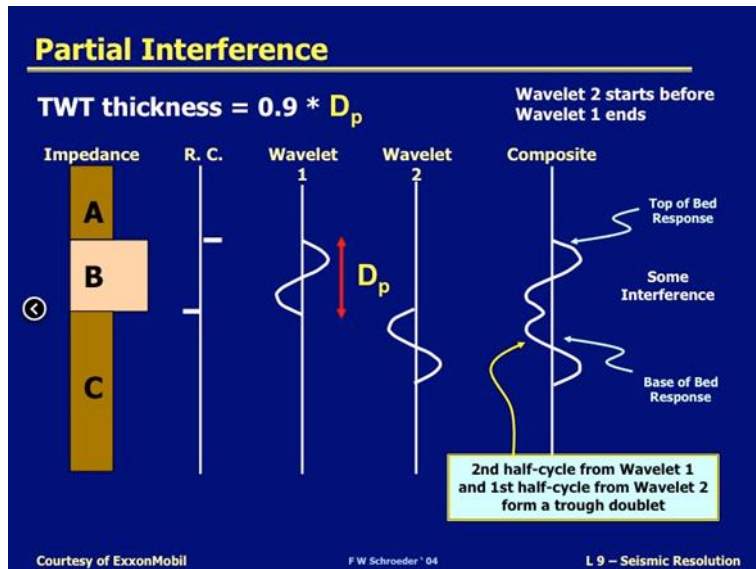 Partial Interference
TWT thickness = 0.9 * Dp
Wavelet 2 starts before
Wavelet 1 ends
Impedance
R. C.
Wavelet
1
Wavelet
2
Composite
A
B
C
Dp
Top of Bed
Response
Some
Interference
Base of Bed
Response
2nd half-cycle from Wavelet 1
and 1st half-cycle from Wavelet 2
form a trough doublet
Courtesy of ExxonMobil
F W Schroeder ‘ 04
L 9 – Seismic Resolution